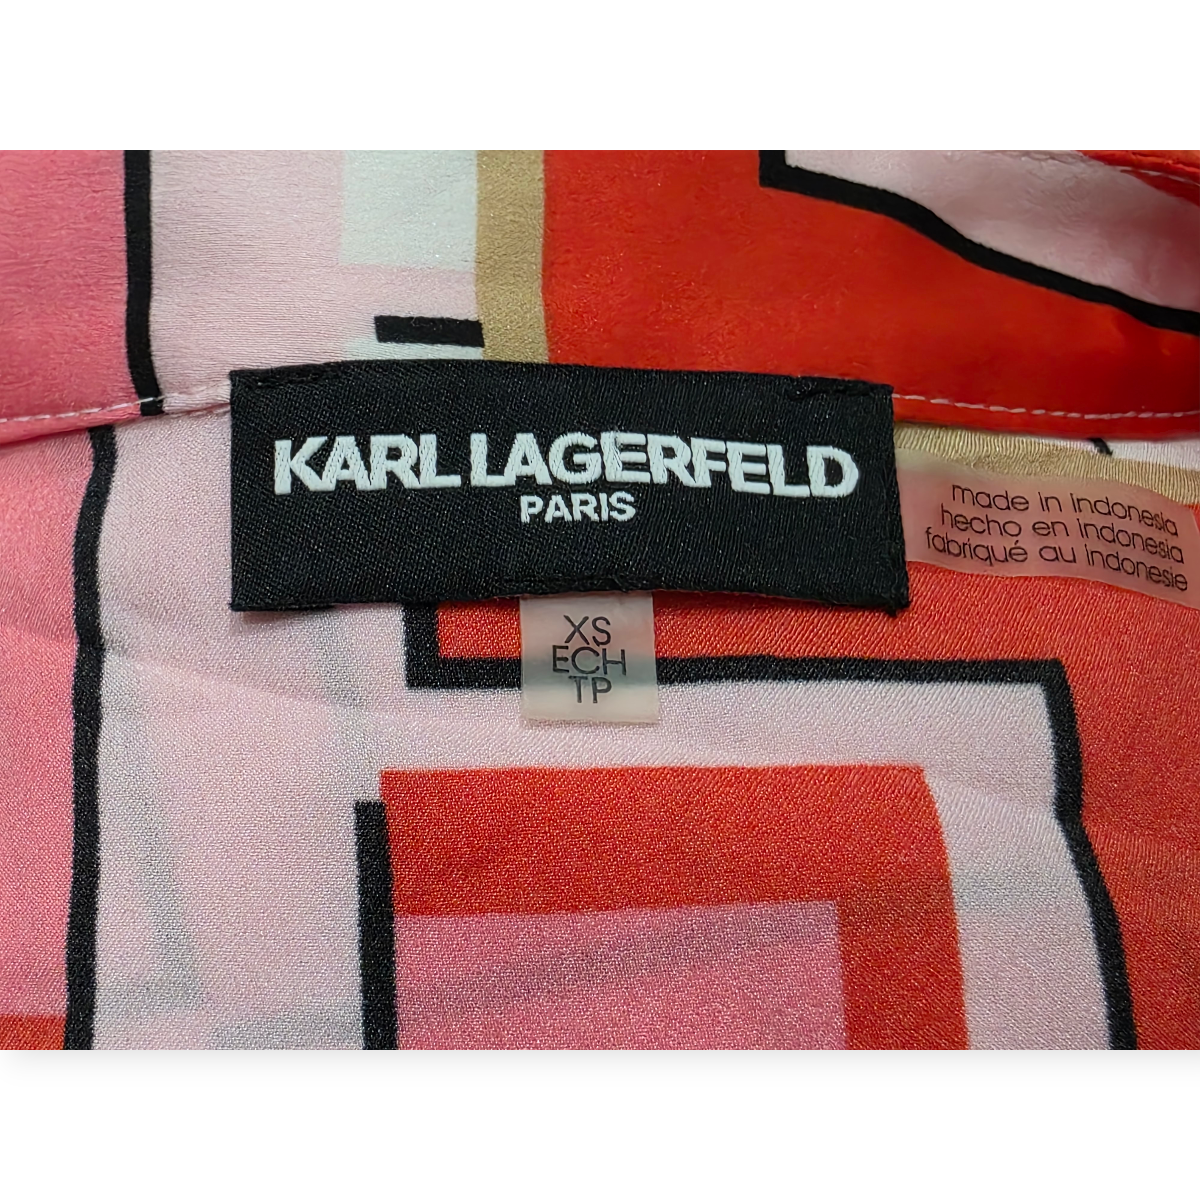 KARL LAGERFELD
PARIS
made in indonesia
hecho en indonesia
fabriqué au indonesie
XS
ECH
TP